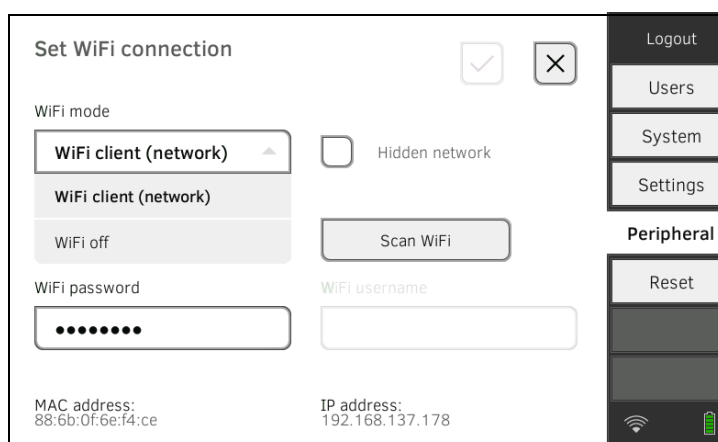 Set WiFi connection
WiFi mode
WiFi client (network)
Hidden network
WiFi client (network)
WiFi off
Scan WiFi
WiFi password
WiFi username
••••••••
MAC address:
88:6b:0f:6e:f4:ce
IP address:
192.168.137.178
Logout
Users
System
Settings
Peripheral
Reset